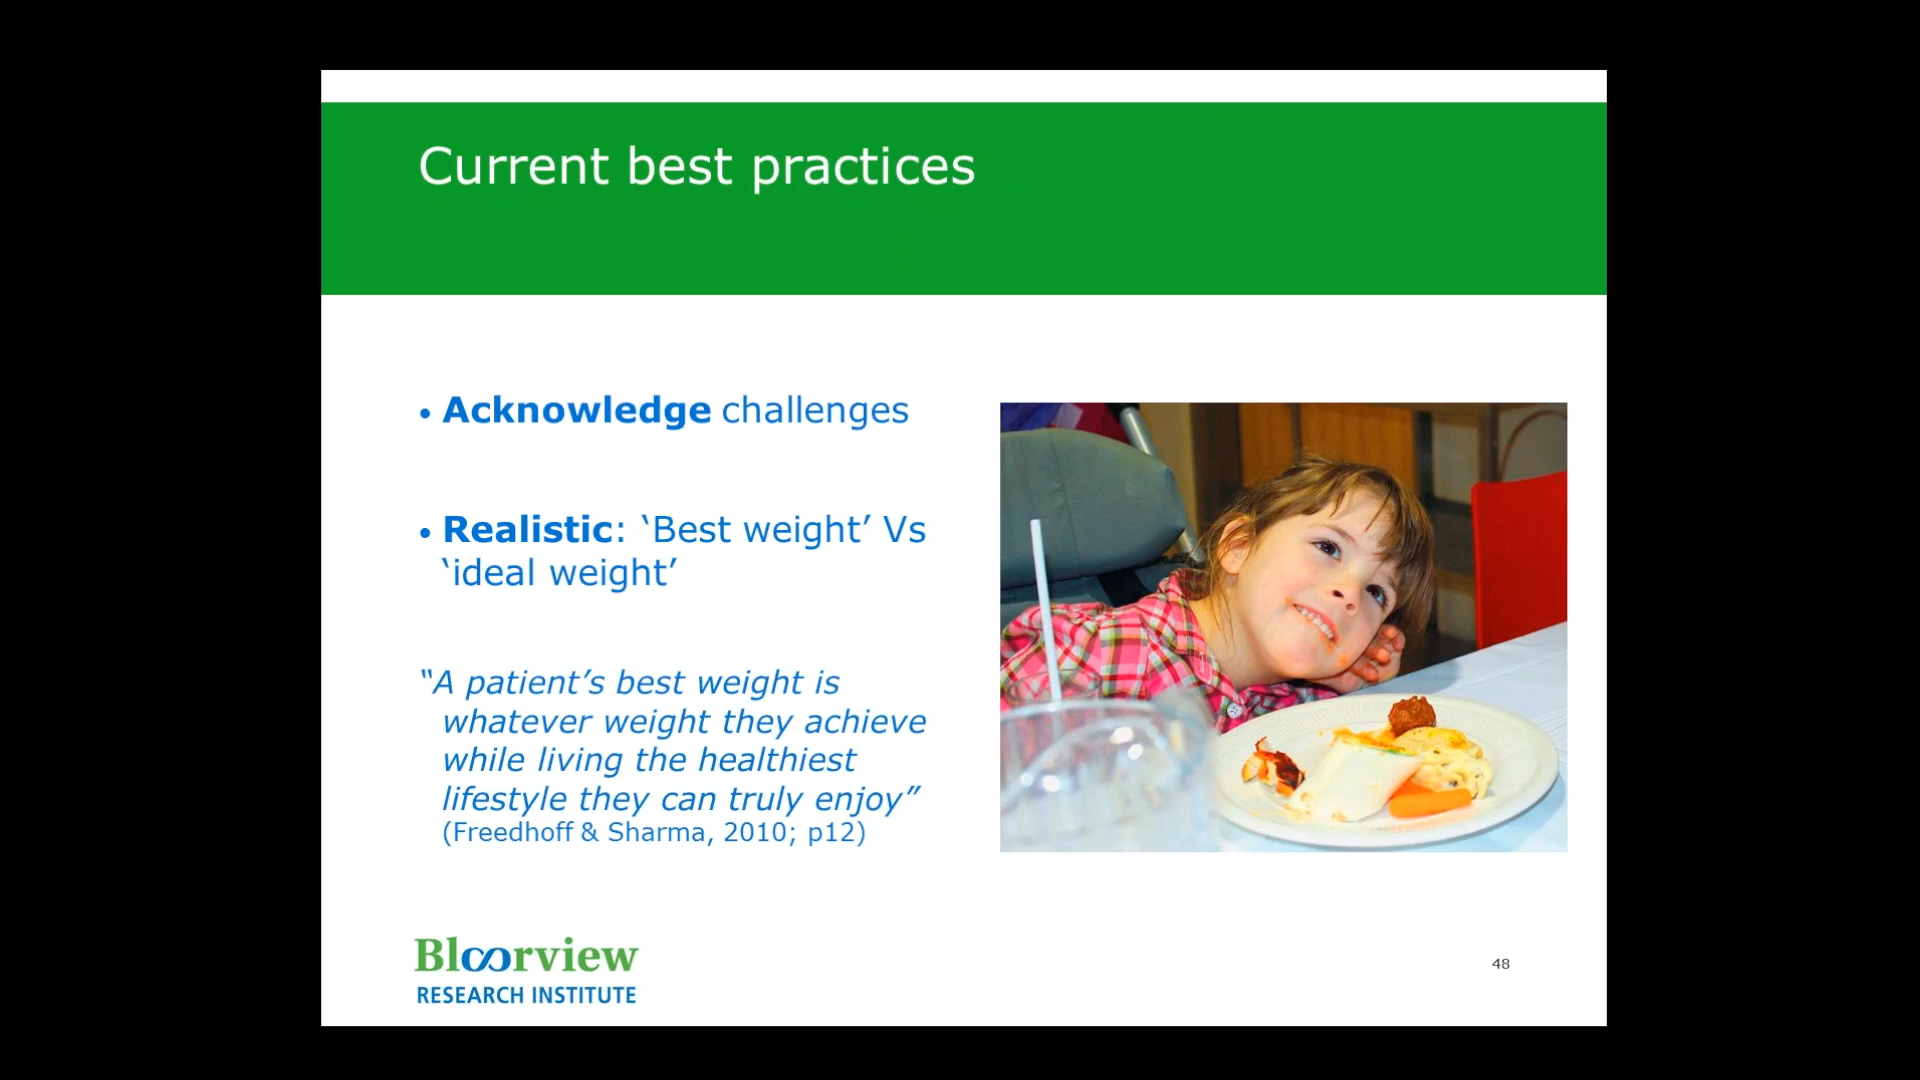 Current best practices
• Acknowledge challenges
• Realistic: ‘Best weight’ Vs
‘ideal weight’
“A patient’s best weight is
whatever weight they achieve
while living the healthiest
lifestyle they can truly enjoy”
(Freedhoff & Sharma, 2010; p12)
Bloorview
RESEARCH INSTITUTE
48